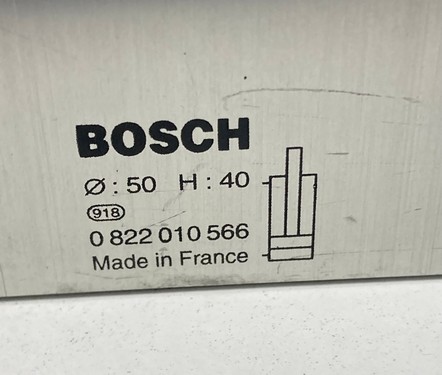 BOSCH
Ø : 50 H : 40
918
0 822 010 566
Made in France